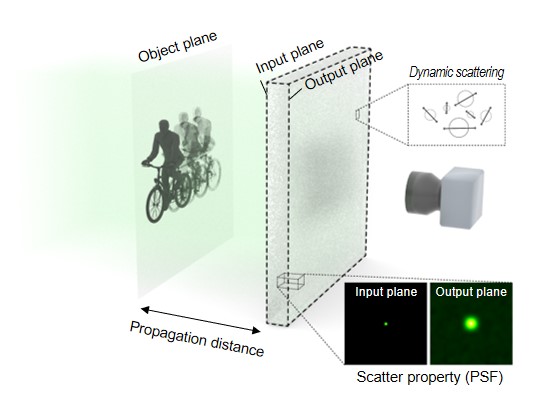 Object plane
Input plane
Output plane
Dynamic scattering
Propagation distance
Input plane
Output plane
Scatter property (PSF)